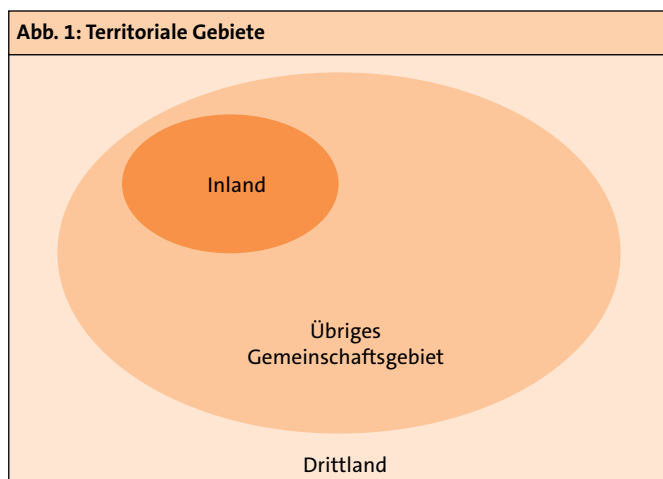 Abb. 1: Territoriale Gebiete
Inland
Übriges
Gemeinschaftsgebiet
Drittland